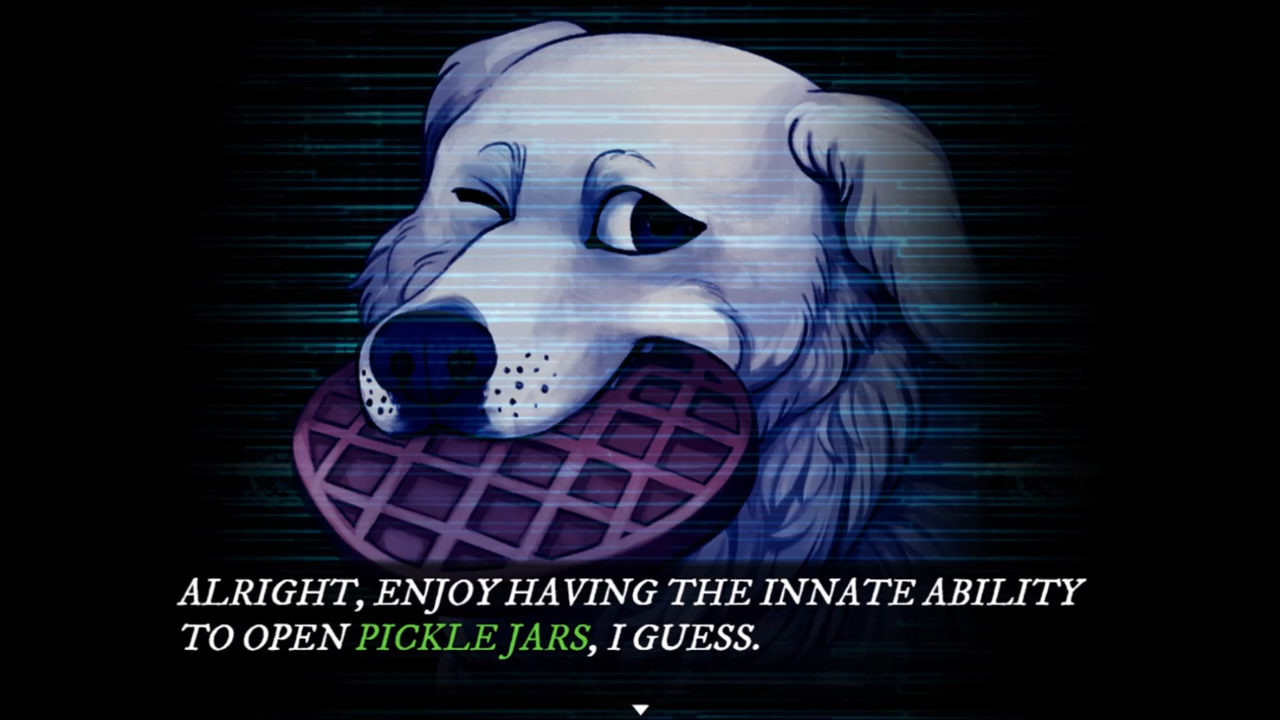 ALRIGHT, ENJOY HAVING THE INNATE ABILITY
TO OPEN PICKLE JARS, I GUESS.